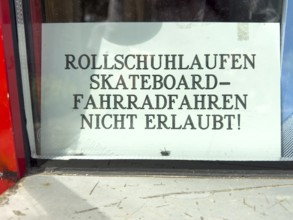 ROLLSCHUHLAUFEN
SKATEBOARD-
FAHRRADFAHREN
NICHT ERLAUBT!